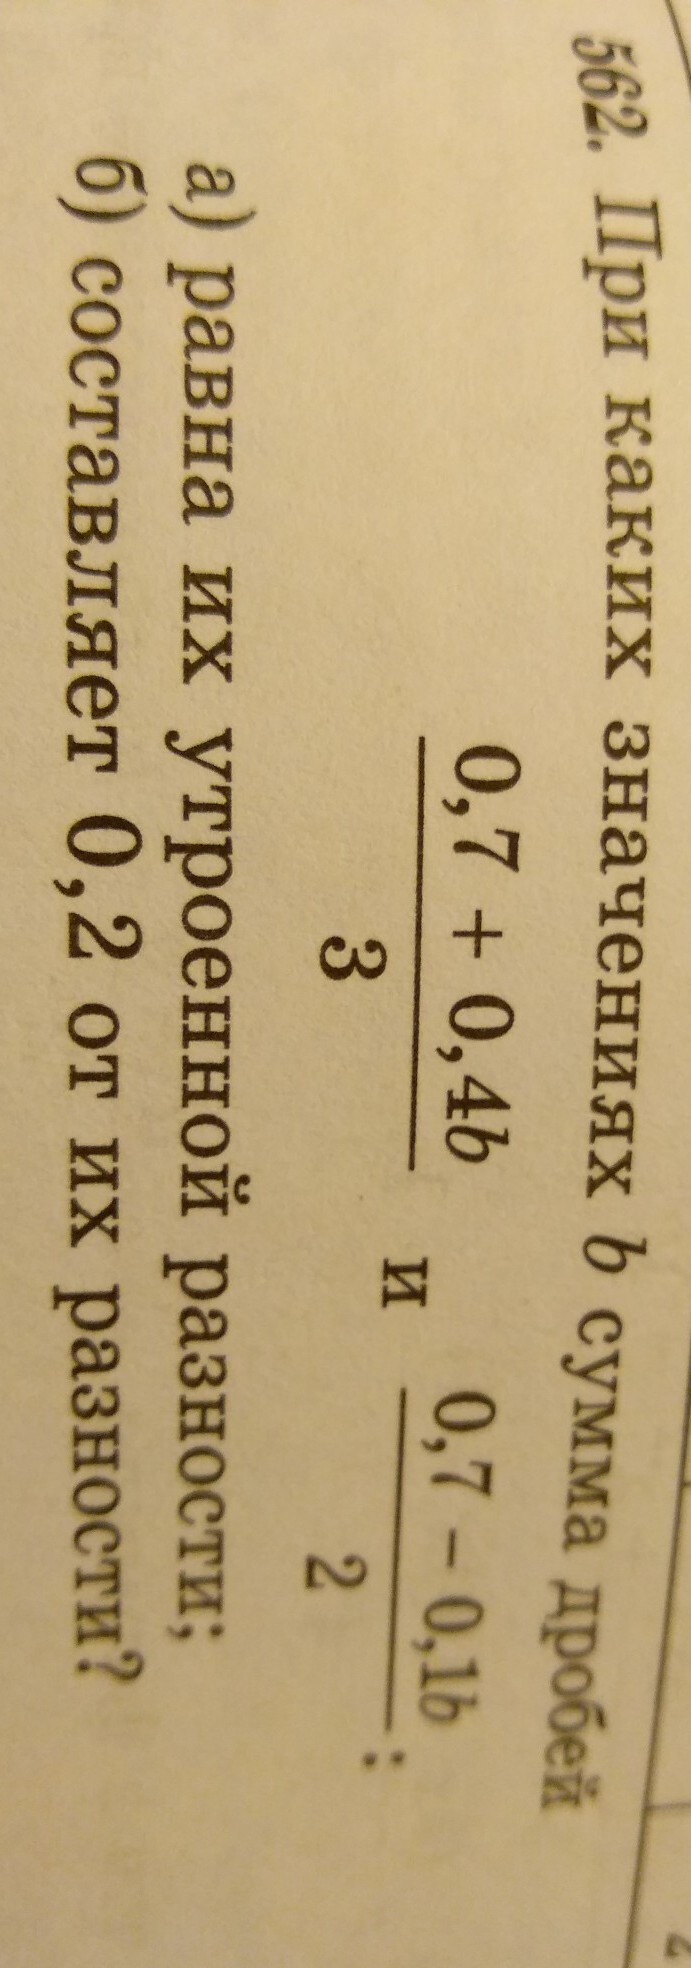 562. При каких значениях b сумма дробей
0,7 + 0,4b
3
и
0,7 − 0,1b
2
:
а) равна их утроенной разности;
б) составляет 0,2 от их разности?